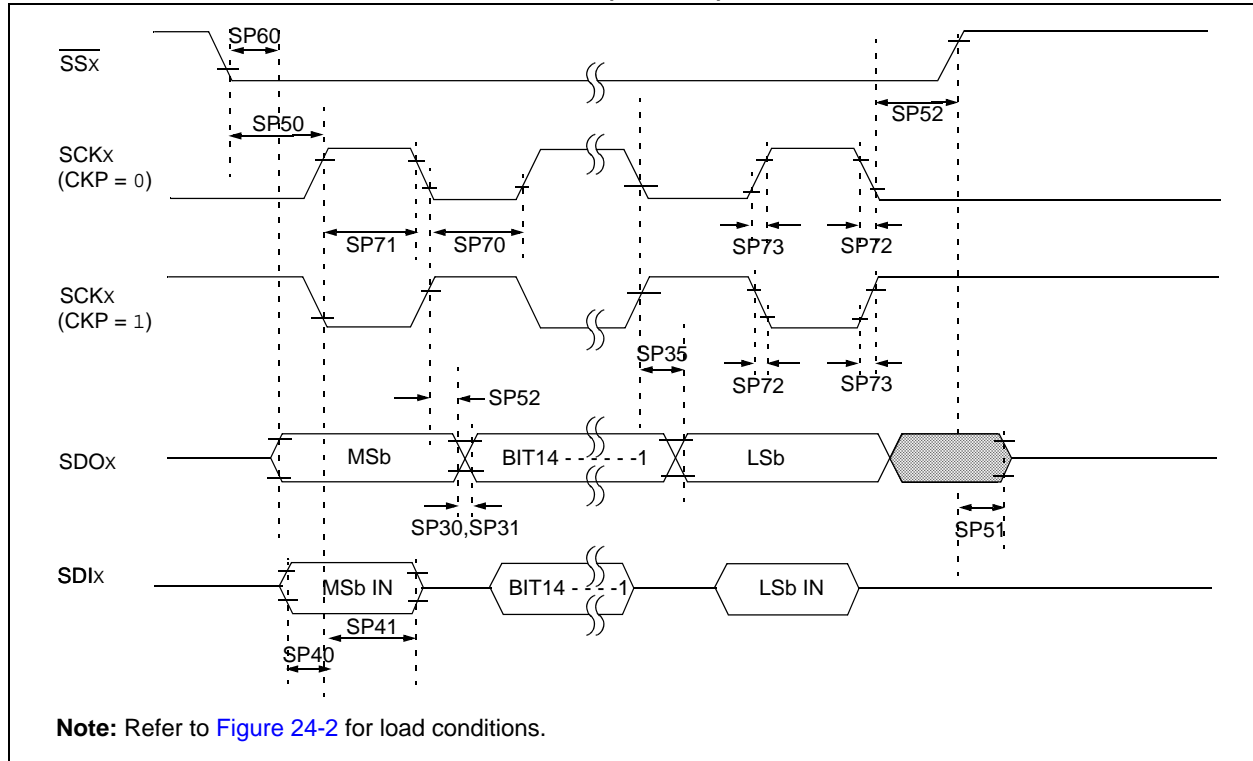 SP60
SSX
SP50
SP52
SCKX
(CKP = 0)
SP71
SP70
SP73
SP72
SCKX
(CKP = 1)
SP35
SP72
SP73
SP52
SDOX
MSb
BIT14 - - - - - -1
LSb
SP30,SP31
SP51
SDIX
MSb IN
BIT14 - - - -1
LSb IN
SP41
SP40
Note: Refer to Figure 24-2 for load conditions.